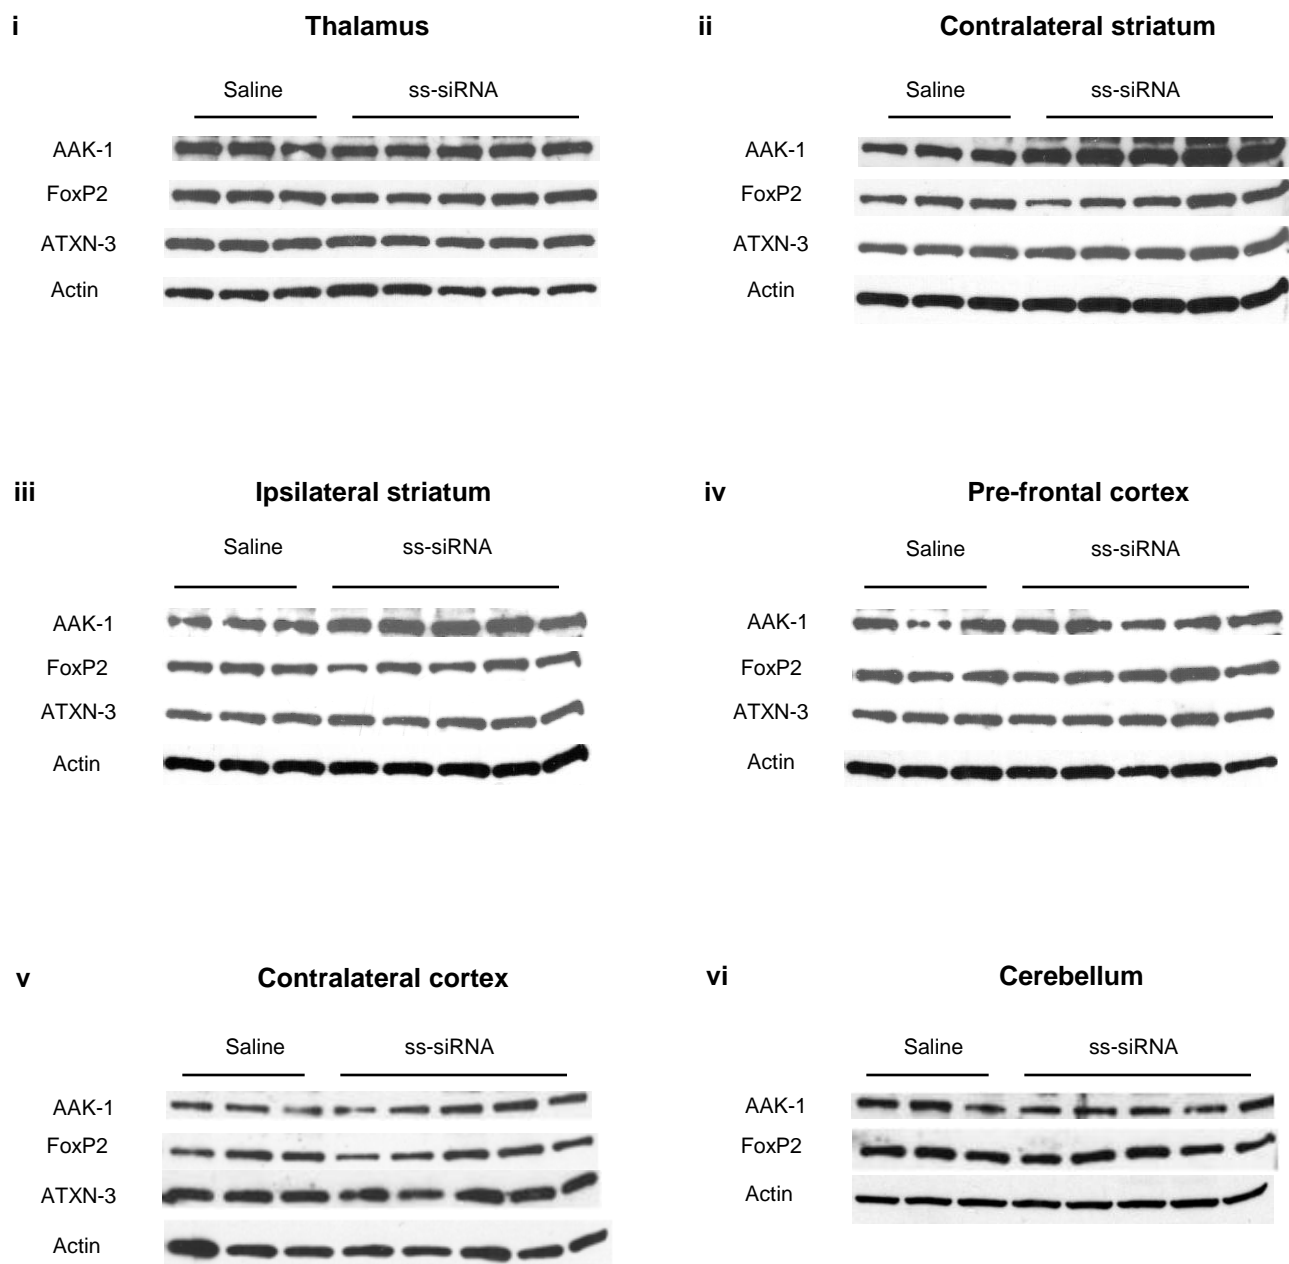 i Thalamus
Saline ss-siRNA
AAK-1
FoxP2
ATXN-3
Actin
ii Contralateral striatum
Saline ss-siRNA
AAK-1
FoxP2
ATXN-3
Actin
iii Ipsilateral striatum
Saline ss-siRNA
AAK-1
FoxP2
ATXN-3
Actin
iv Pre-frontal cortex
Saline ss-siRNA
AAK-1
FoxP2
ATXN-3
Actin
v Contralateral cortex
Saline ss-siRNA
AAK-1
FoxP2
ATXN-3
Actin
vi Cerebellum
Saline ss-siRNA
AAK-1
FoxP2
Actin